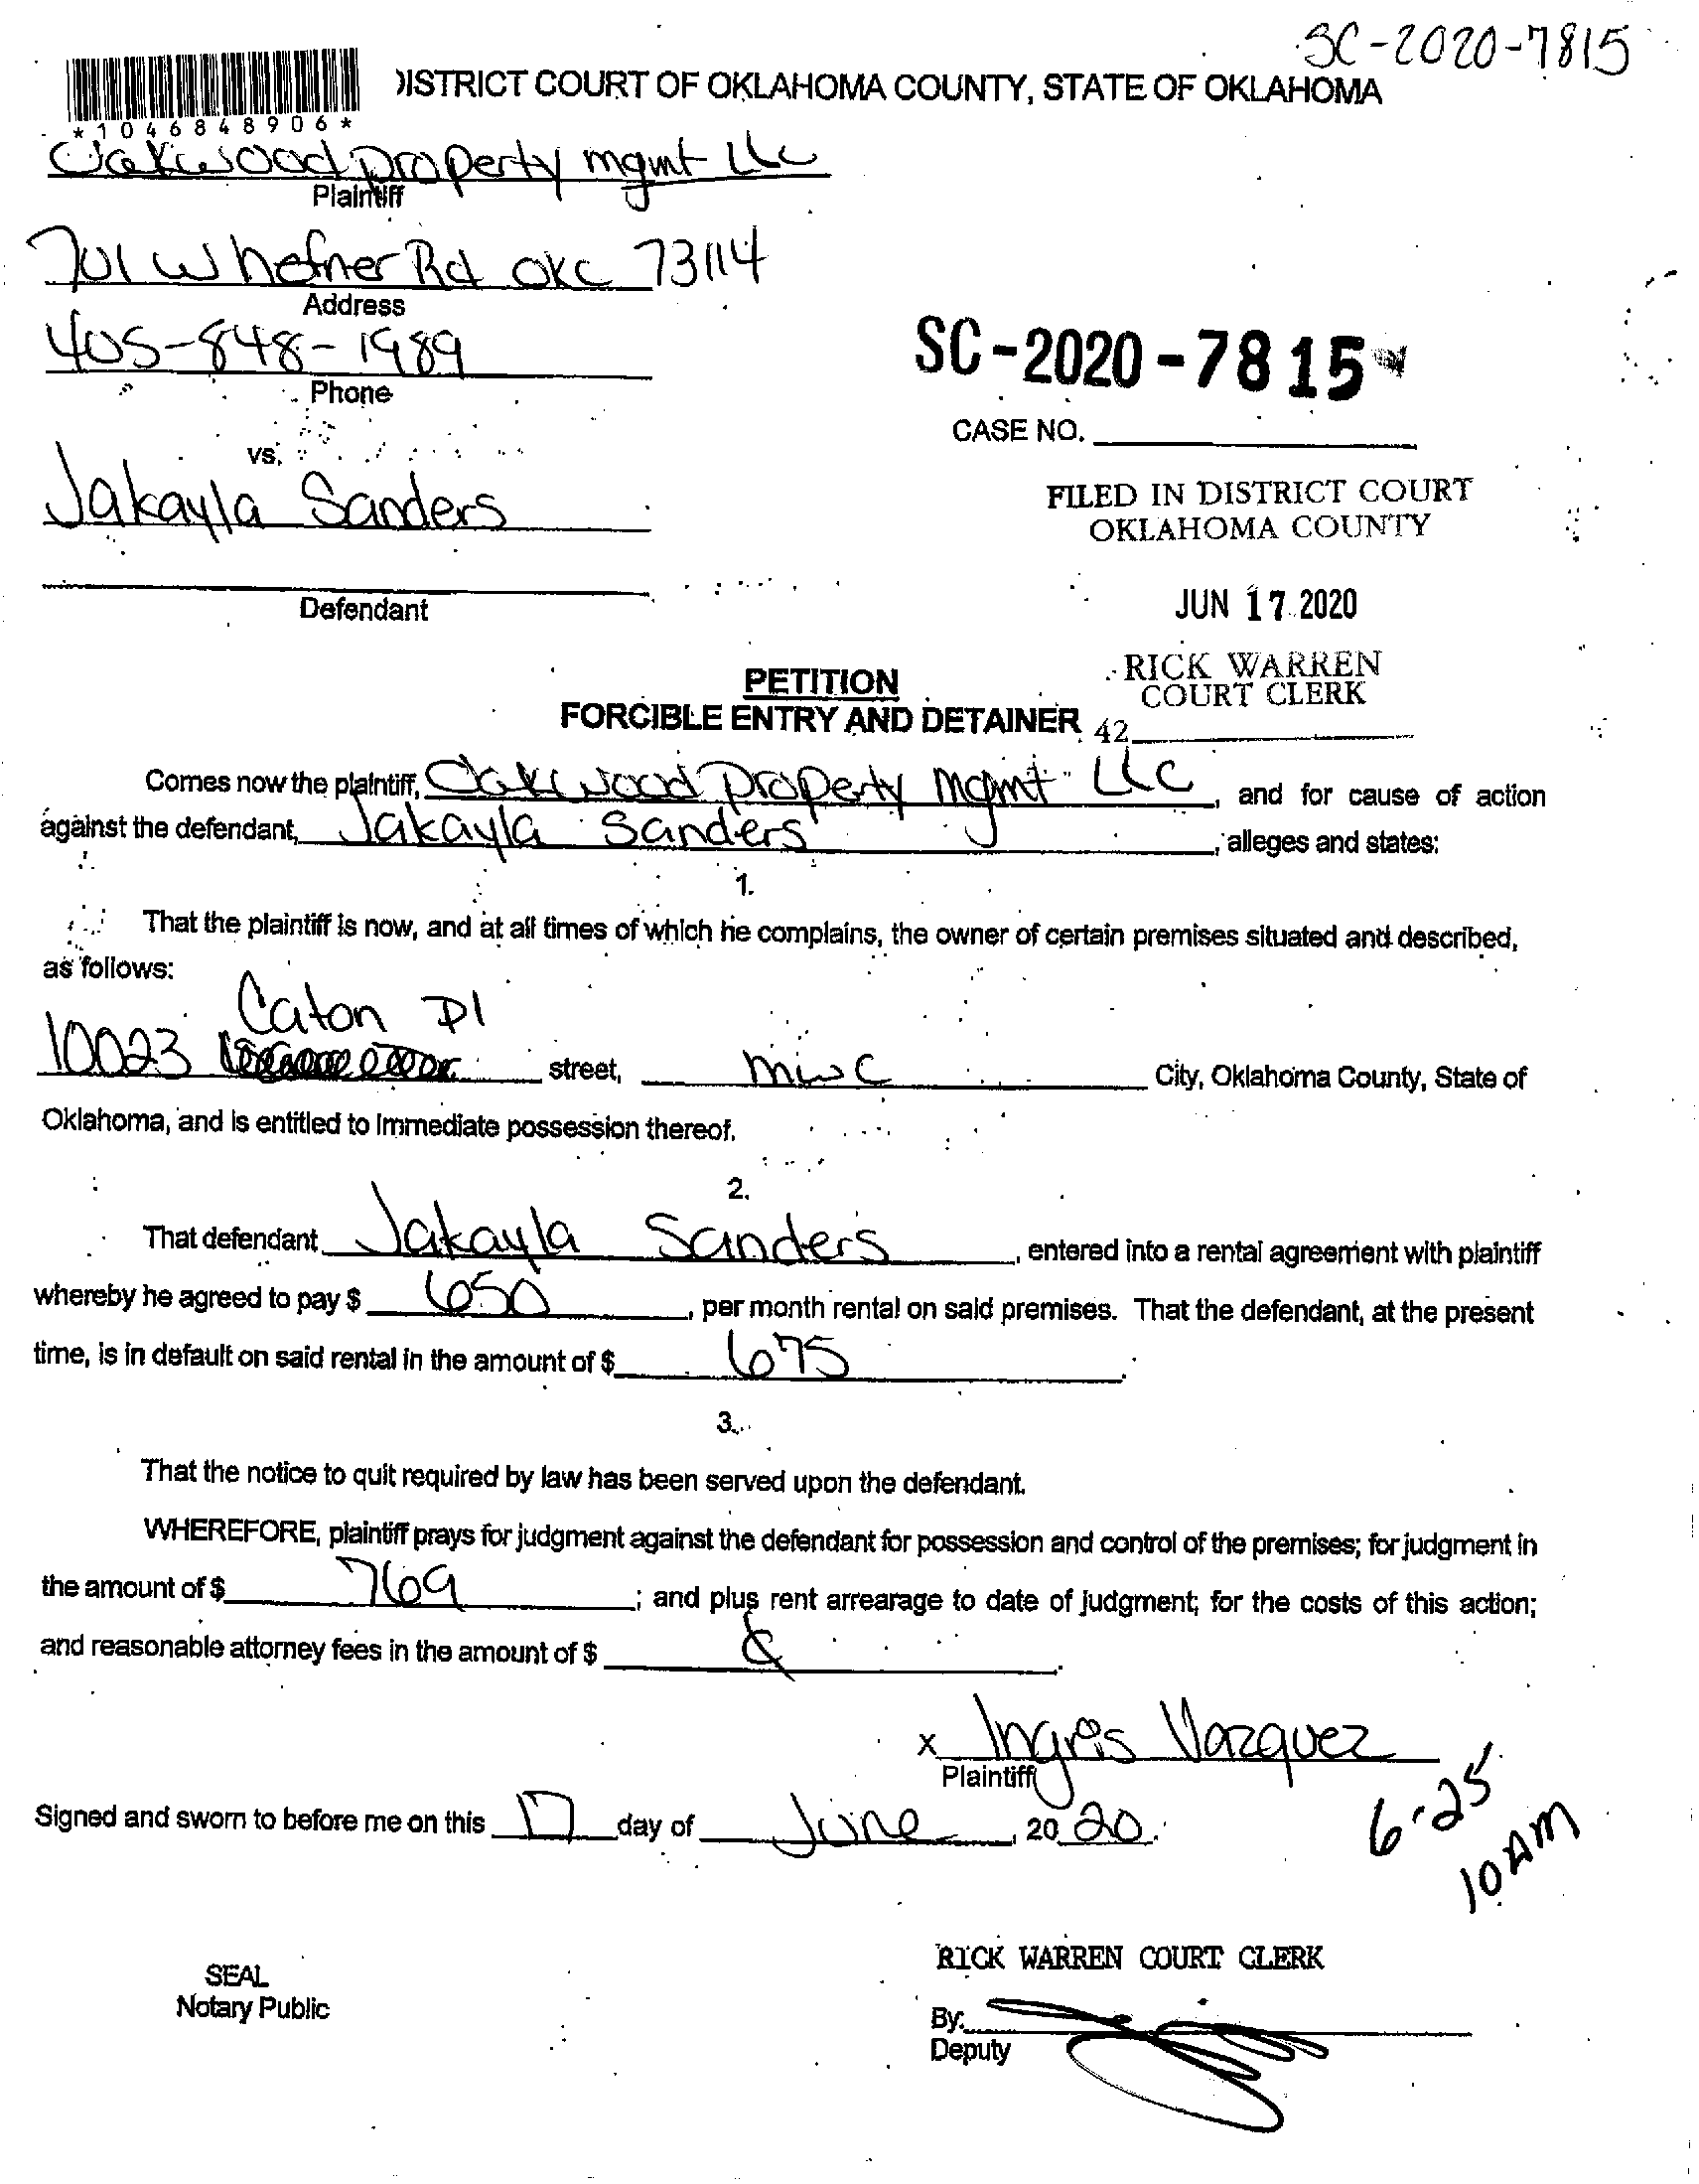 SC-2020-7815
DISTRICT COURT OF OKLAHOMA COUNTY, STATE OF OKLAHOMA
*1046848906*
Oakwood property mgmt LLC
Plaintiff
701 W hefner Rd OKC 73114
Address
405-848-1989
Phone
SC-2020-7815
CASE NO.
vs.
Jakayla Sanders
FILED IN DISTRICT COURT
OKLAHOMA COUNTY
Defendant
JUN 17 2020
RICK WARREN
COURT CLERK
42
PETITION
FORCIBLE ENTRY AND DETAINER
Comes now the plaintiff, Oakwood Property Mgmt LLC, and for cause of action
against the defendant, Jakayla Sanders, alleges and states:
1.
That the plaintiff is now, and at all times of which he complains, the owner of certain premises situated and described,
as follows:
Caton Pl
10023 street, MWC City, Oklahoma County, State of
Oklahoma, and is entitled to immediate possession thereof.
2.
That defendant Jakayla Sanders, entered into a rental agreement with plaintiff
whereby he agreed to pay $ 650, per month rental on said premises. That the defendant, at the present
time, is in default on said rental in the amount of $ 675.
3.
That the notice to quit required by law has been served upon the defendant.
WHEREFORE, plaintiff prays for judgment against the defendant for possession and control of the premises; for judgment in
the amount of $ 769; and plus rent arrearage to date of judgment; for the costs of this action;
and reasonable attorney fees in the amount of $
x Ingris Vazquez
Plaintiff
Signed and sworn to before me on this 17 day of June, 20 20.
6-25
10 AM
RICK WARREN COURT CLERK
SEAL
Notary Public
By:
Deputy